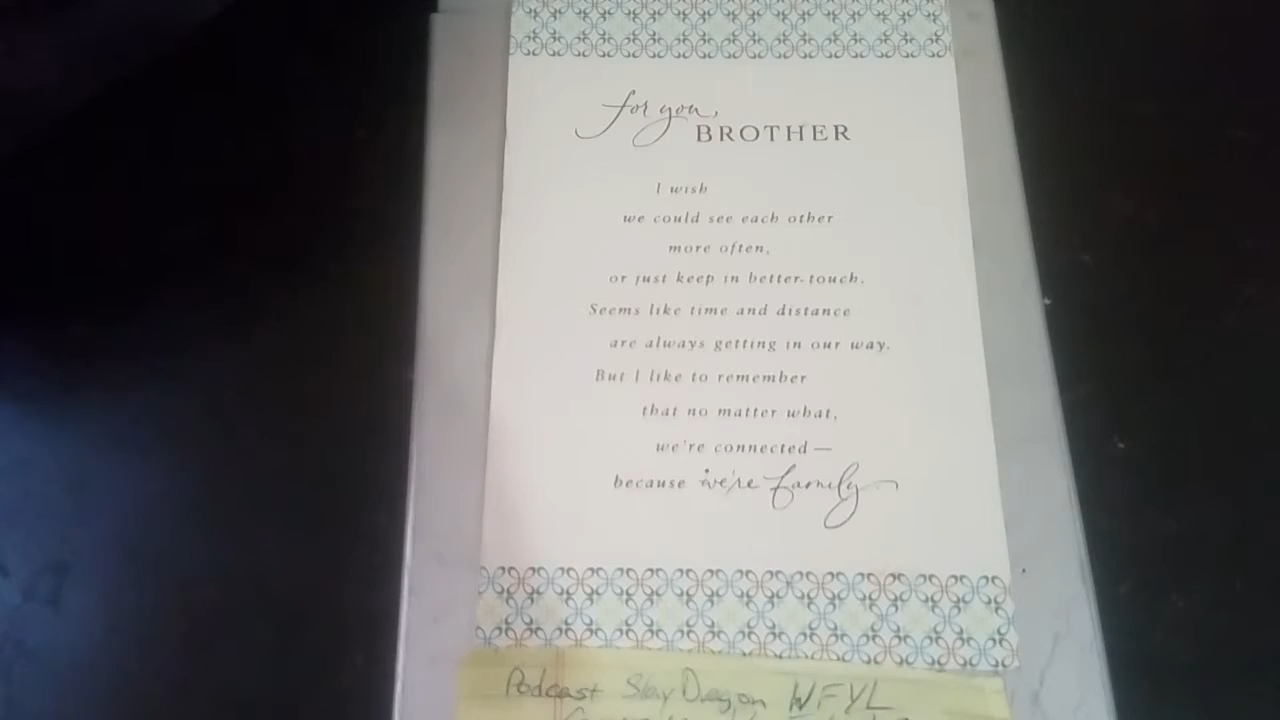 for you,
BROTHER
I wish
we could see each other
more often,
or just keep in better touch.
Seems like time and distance
are always getting in our way.
But I like to remember
that no matter what,
we're connected —
because we're family
Podcast Slay Dragon WFYL